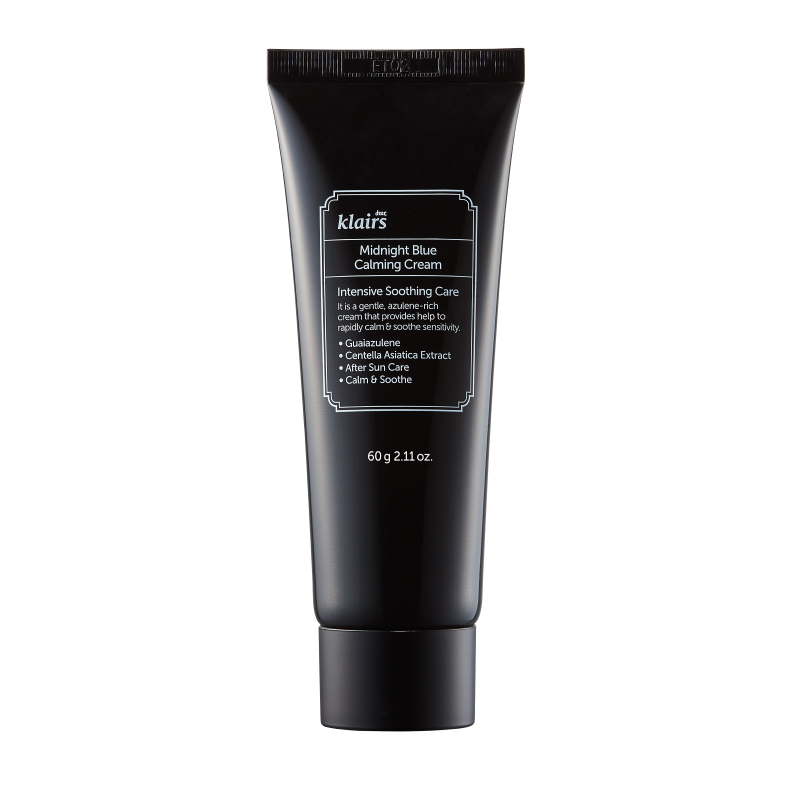 dear,
klairs
Midnight Blue
Calming Cream
Intensive Soothing Care
It is a gentle, azulene-rich
cream that provides help to
rapidly calm & soothe sensitivity.
• Guaiazulene
• Centella Asiatica Extract
• After Sun Care
• Calm & Soothe
60 g 2.11 oz.